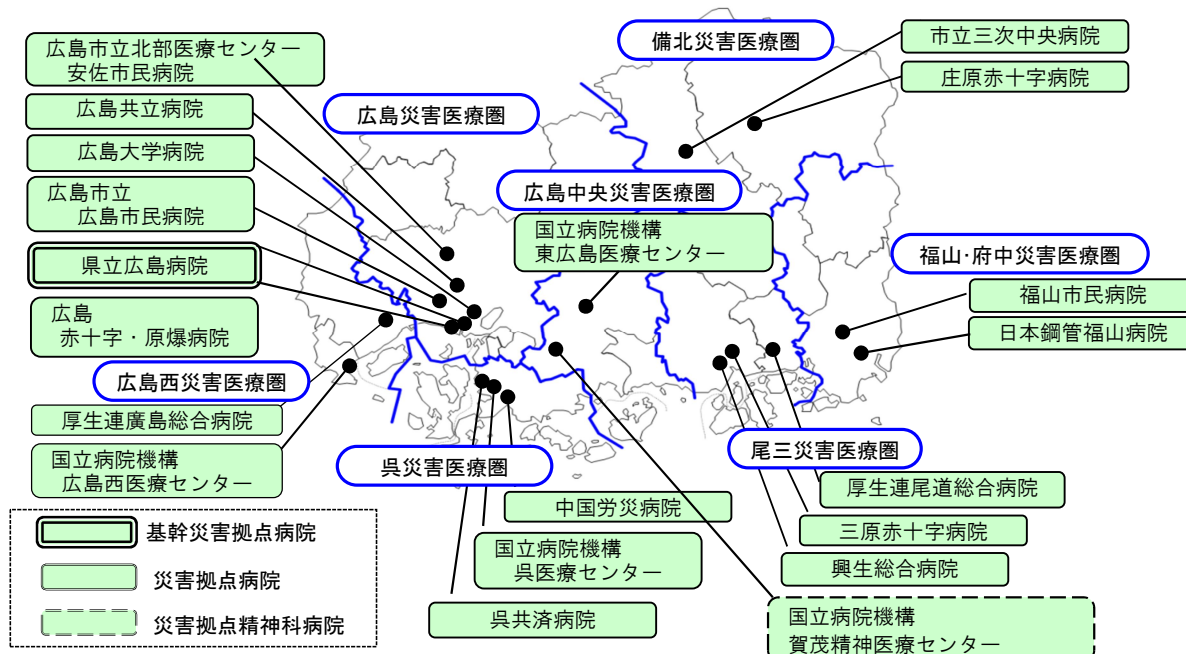 広島市立北部医療センター
安佐市民病院
広島共立病院
広島大学病院
広島市立
広島市民病院
県立広島病院
広島
赤十字・原爆病院
広島西災害医療圏
厚生連廣島総合病院
国立病院機構
広島西医療センター
基幹災害拠点病院
災害拠点病院
災害拠点精神科病院
広島災害医療圏
備北災害医療圏
市立三次中央病院
庄原赤十字病院
広島中央災害医療圏
国立病院機構
東広島医療センター
福山・府中災害医療圏
福山市民病院
日本鋼管福山病院
呉災害医療圏
中国労災病院
国立病院機構
呉医療センター
呉共済病院
尾三災害医療圏
厚生連尾道総合病院
三原赤十字病院
興生総合病院
国立病院機構
賀茂精神医療センター